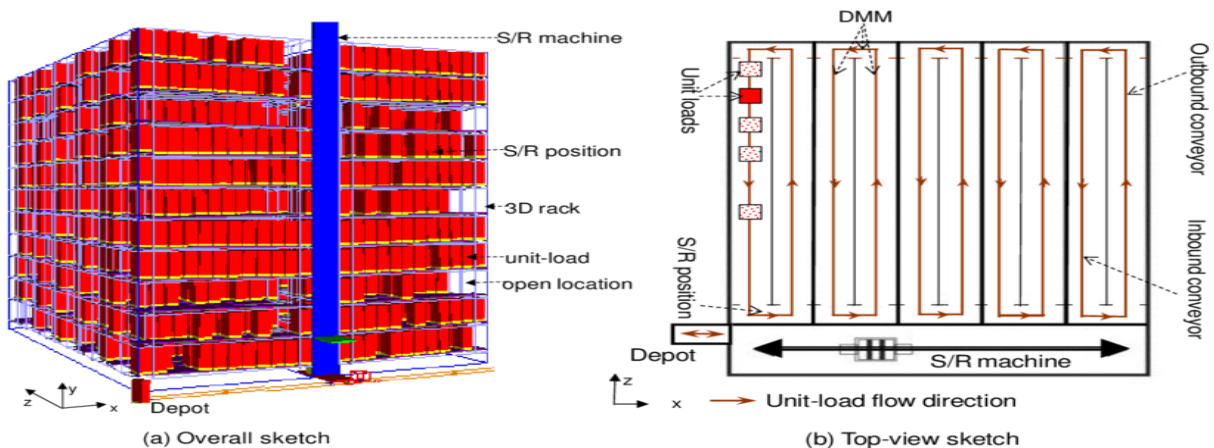 S/R machine
S/R position
3D rack
unit-load
open location
y
z
x
Depot
(a) Overall sketch
DMM
Unit loads
S/R position
Outbound conveyor
Inbound conveyor
Depot
S/R machine
z
x
Unit-load flow direction
(b) Top-view sketch